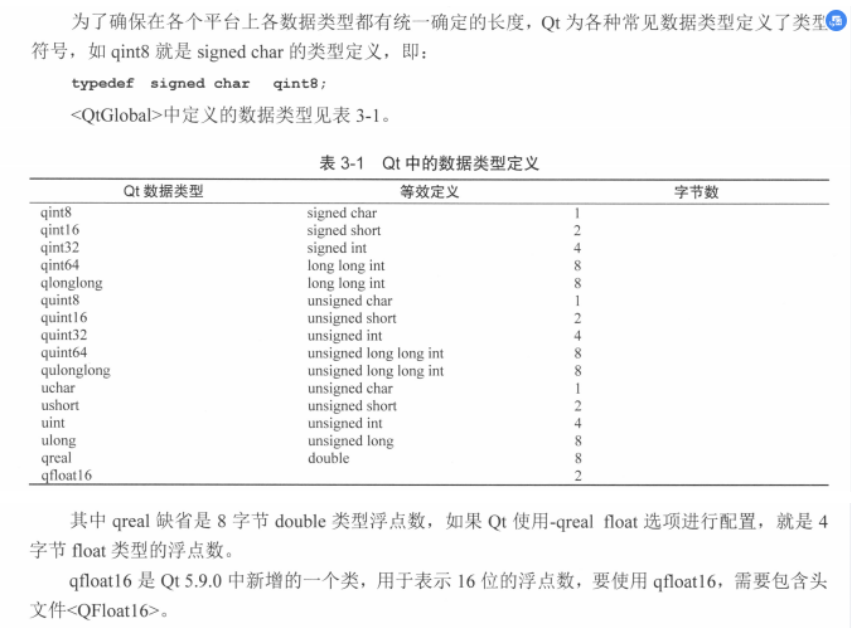 为了确保在各个平台上各数据类型都有统一确定的长度，Qt 为各种常见数据类型定义了类型
符号，如 qint8 就是 signed char 的类型定义，即：
typedef signed char qint8;
<QtGlobal>中定义的数据类型见表 3-1。
表 3-1 Qt 中的数据类型定义
Qt 数据类型 等效定义 字节数
qint8 signed char 1
qint16 signed short 2
qint32 signed int 4
qint64 long long int 8
qlonglong long long int 8
quint8 unsigned char 1
quint16 unsigned short 2
quint32 unsigned int 4
quint64 unsigned long long int 8
qulonglong unsigned long long int 8
uchar unsigned char 1
ushort unsigned short 2
uint unsigned int 4
ulong unsigned long 8
qreal double 8
qfloat16 2
其中 qreal 缺省是 8 字节 double 类型浮点数，如果 Qt 使用-qreal float 选项进行配置，就是 4
字节 float 类型的浮点数。
qfloat16 是 Qt 5.9.0 中新增的一个类，用于表示 16 位的浮点数，要使用 qfloat16，需要包含头
文件<QFloat16>。